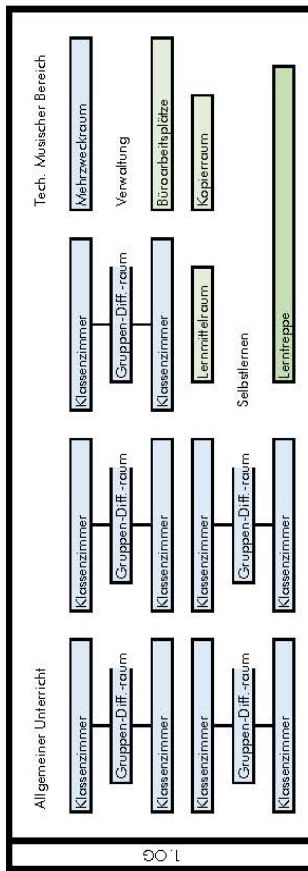 1.OG
Allgemeiner Unterricht
Klassenzimmer
Gruppen-Diff.-raum
Klassenzimmer
Klassenzimmer
Gruppen-Diff.-raum
Klassenzimmer
Klassenzimmer
Gruppen-Diff.-raum
Klassenzimmer
Klassenzimmer
Gruppen-Diff.-raum
Klassenzimmer
Klassenzimmer
Gruppen-Diff.-raum
Klassenzimmer
Lernmittelraum
Selbstlernen
Lerntreppe
Tech. Musischer Bereich
Mehrzweckraum
Verwaltung
Büroarbeitsplätze
Kopierraum